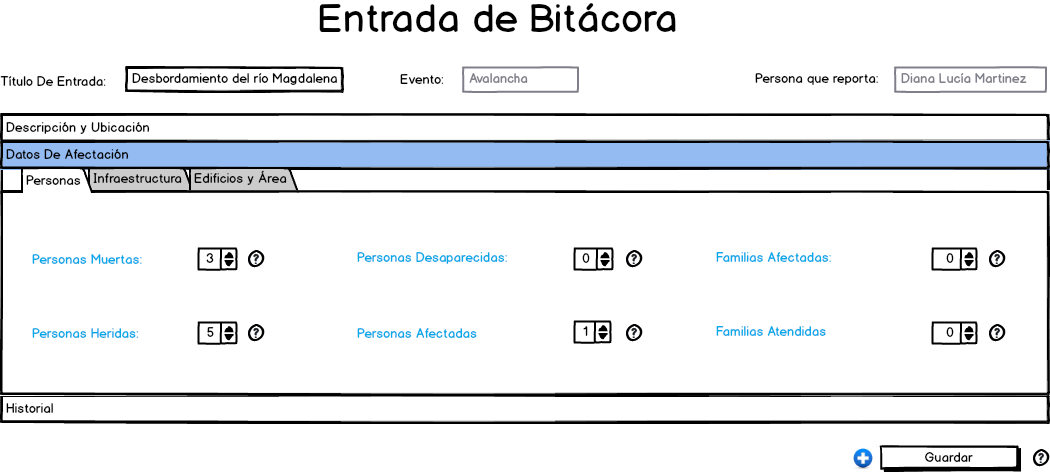 Entrada de Bitácora
Título De Entrada: Desbordamiento del río Magdalena Evento: Avalancha Persona que reporta: Diana Lucía Martinez
Descripción y Ubicación
Datos De Afectación
Personas Infraestructura Edificios y Área
Personas Muertas: 3 ? Personas Desaparecidas: 0 ? Familias Afectadas: 0 ?
Personas Heridas: 5 ? Personas Afectadas 1 ? Familias Atendidas 0 ?
Historial
Guardar ?